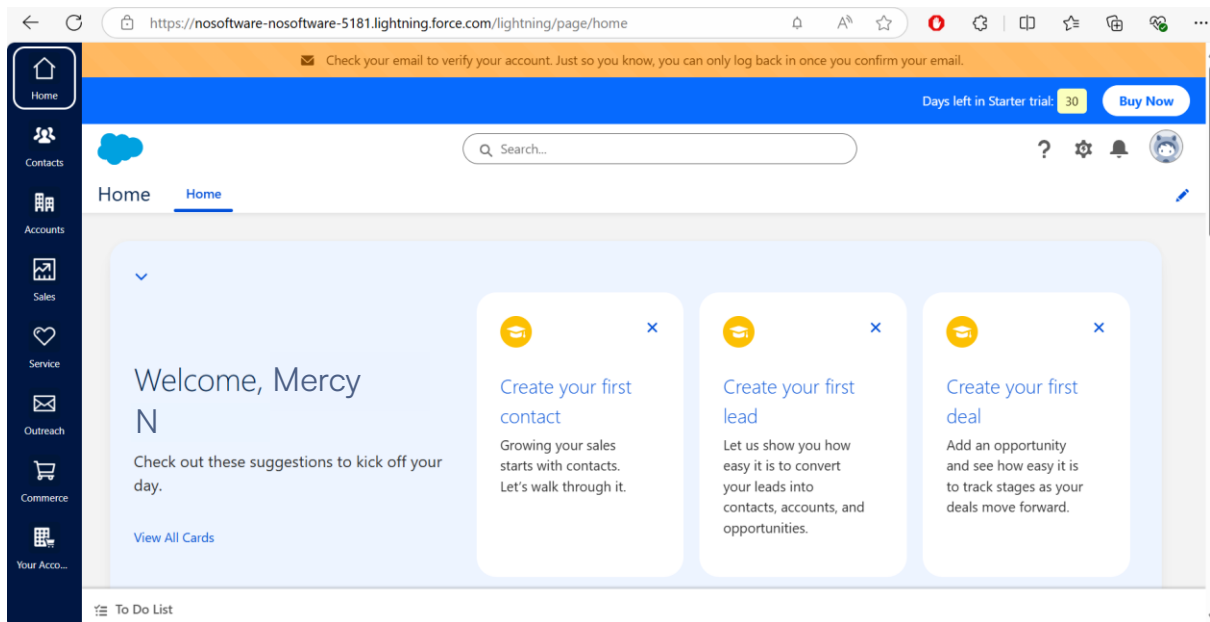 https://nosoftware-nosoftware-5181.lightning.force.com/lightning/page/home
Check your email to verify your account. Just so you know, you can only log back in once you confirm your email.
Days left in Starter trial: 30 Buy Now
Search...
Home
Contacts
Accounts
Sales
Service
Outreach
Commerce
Your Acco...
Home Home
Welcome, Mercy
N
Check out these suggestions to kick off your
day.
View All Cards
Create your first
contact
Growing your sales
starts with contacts.
Let's walk through it.
Create your first
lead
Let us show you how
easy it is to convert
your leads into
contacts, accounts, and
opportunities.
Create your first
deal
Add an opportunity
and see how easy it is
to track stages as your
deals move forward.
To Do List